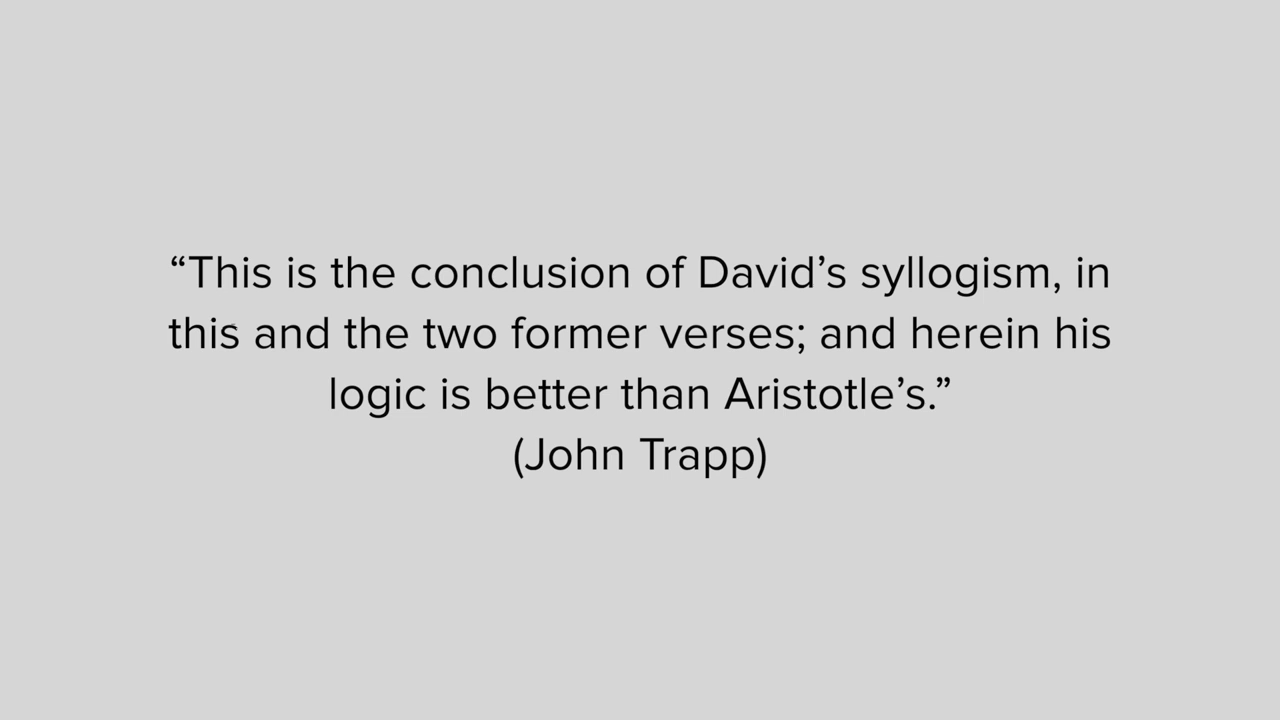 “This is the conclusion of David’s syllogism, in
this and the two former verses; and herein his
logic is better than Aristotle’s.”
(John Trapp)